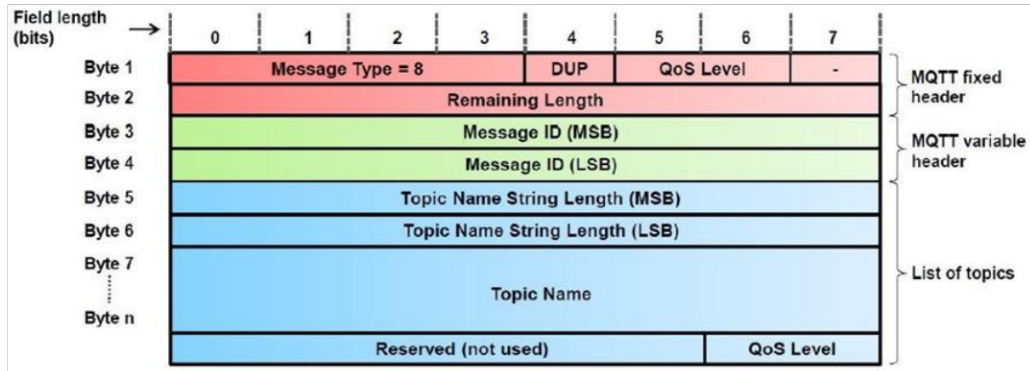 Field length
(bits)
0 1 2 3 4 5 6 7
Byte 1 Message Type = 8 DUP QoS Level -
MQTT fixed
header
Byte 2 Remaining Length
Byte 3 Message ID (MSB)
MQTT variable
header
Byte 4 Message ID (LSB)
Byte 5 Topic Name String Length (MSB)
Byte 6 Topic Name String Length (LSB)
Byte 7
List of topics
Topic Name
Byte n
Reserved (not used) QoS Level